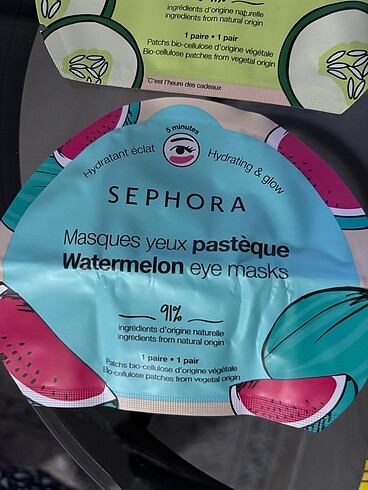 ingrédients d'origine naturelle
ingredients from natural origin
1 paire • 1 pair
Patchs bio-cellulose d'origine végétale
Bio-cellulose patches from vegetal origin
*C'est l'heure des cadeaux
5 minutes
Hydratant éclat
Hydrating & glow
SEPHORA
Masques yeux pastèque
Watermelon eye masks
91%
ingrédients d'origine naturelle
ingredients from natural origin
1 paire • 1 pair
Patchs bio-cellulose d'origine végétale
Bio-cellulose patches from vegetal origin